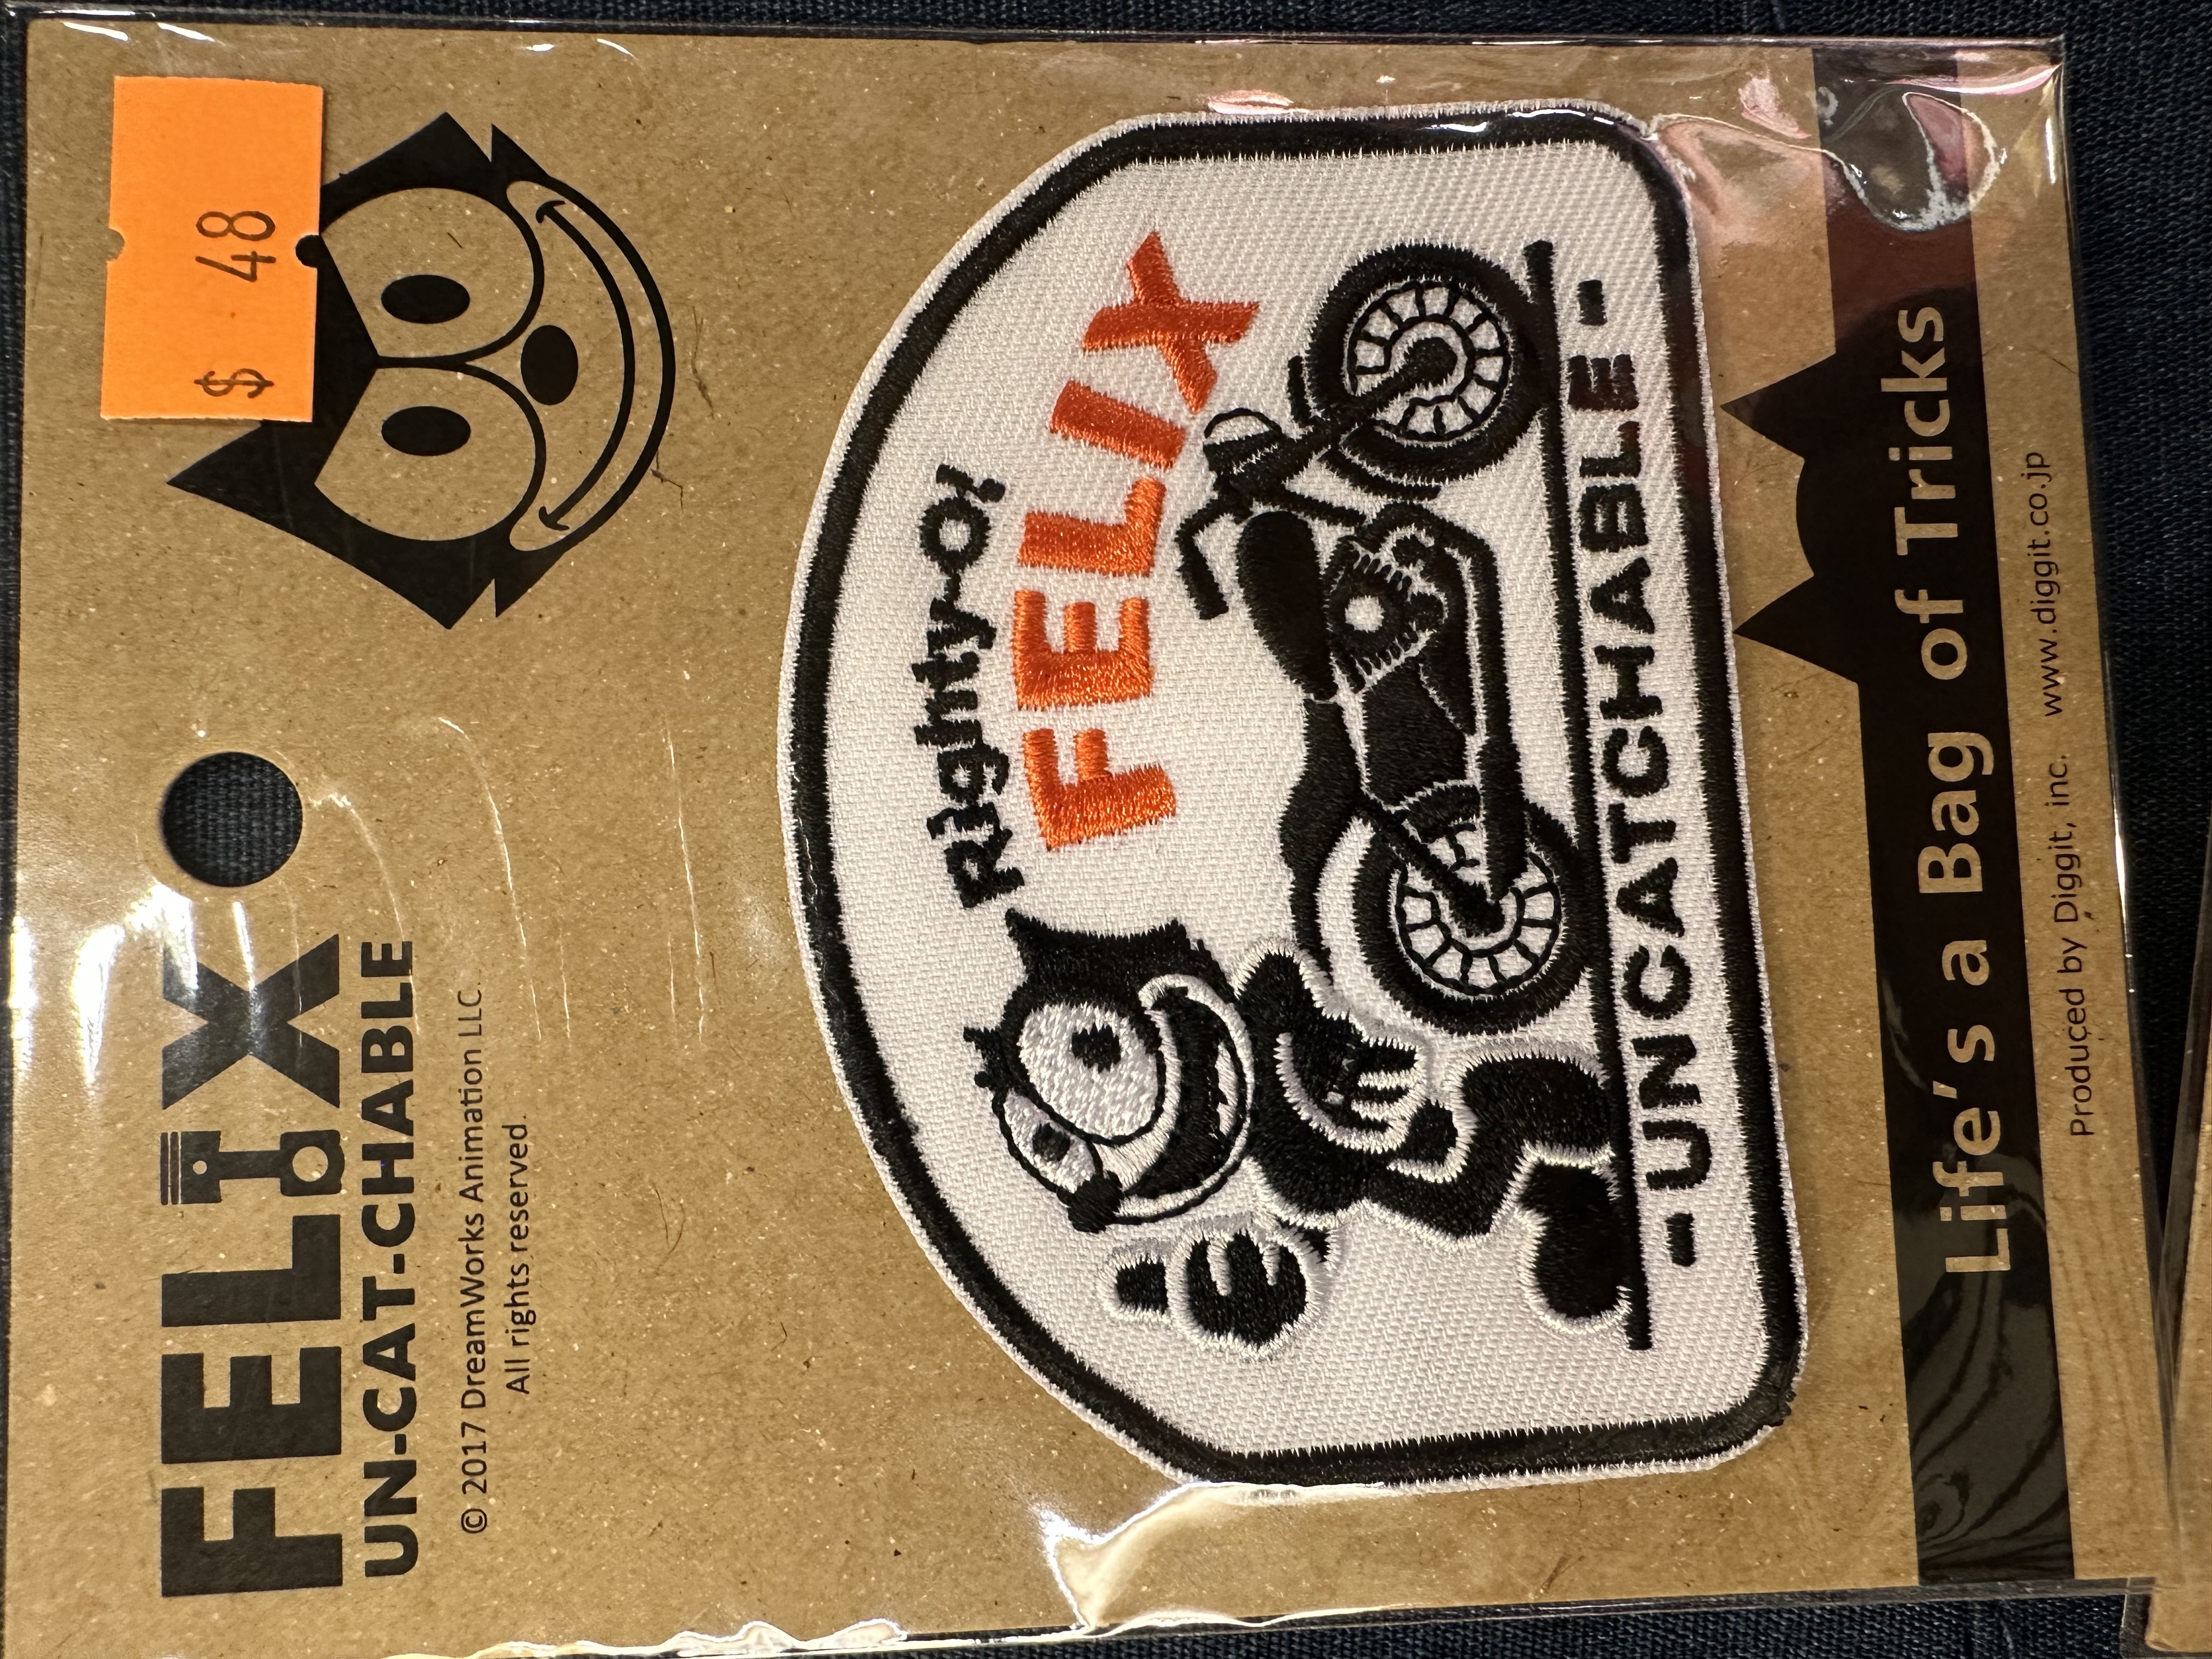 FELIX
UN-CAT-CHABLE
© 2017 DreamWorks Animation LLC.
All rights reserved.
$ 48
Righty-O!
FELIX
-UNCATCHABLE-
Life's a Bag of Tricks
Produced by Diggit, inc. www.diggit.co.jp